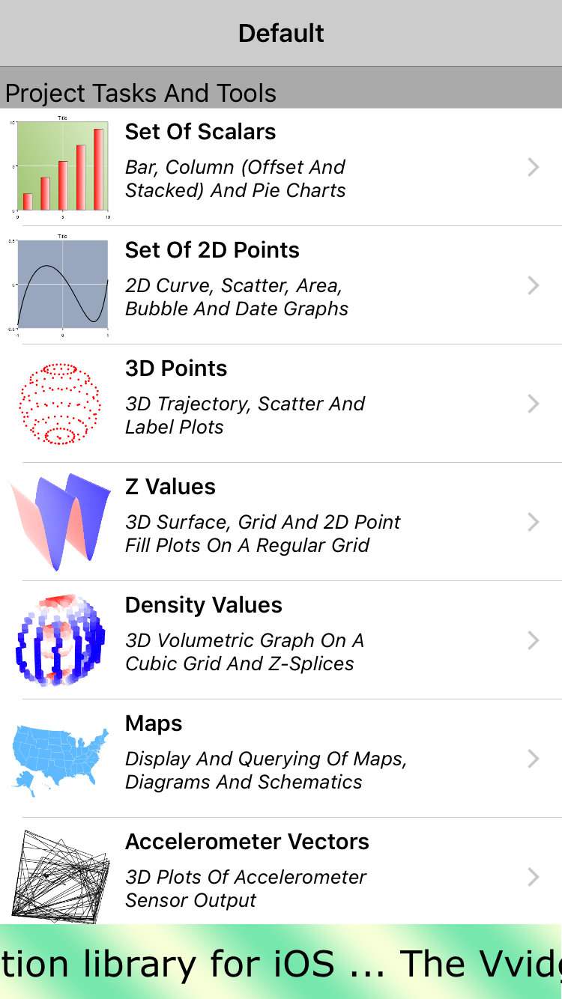 Default
Project Tasks And Tools
Title
10
5
0
0
5
10
Set Of Scalars
Bar, Column (Offset And
Stacked) And Pie Charts
Title
0.5
0
-0.5
-1
0
1
Set Of 2D Points
2D Curve, Scatter, Area,
Bubble And Date Graphs
3D Points
3D Trajectory, Scatter And
Label Plots
Z Values
3D Surface, Grid And 2D Point
Fill Plots On A Regular Grid
Density Values
3D Volumetric Graph On A
Cubic Grid And Z-Splices
Maps
Display And Querying Of Maps,
Diagrams And Schematics
Accelerometer Vectors
3D Plots Of Accelerometer
Sensor Output
tion library for iOS ... The Vvidg